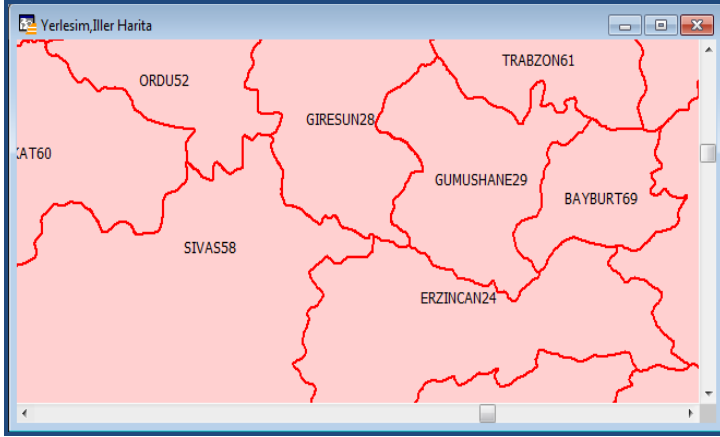 Yerlesim,Iller Harita
TRABZON61
ORDU52
GIRESUN28
KAT60
GUMUSHANE29
BAYBURT69
SIVAS58
ERZINCAN24